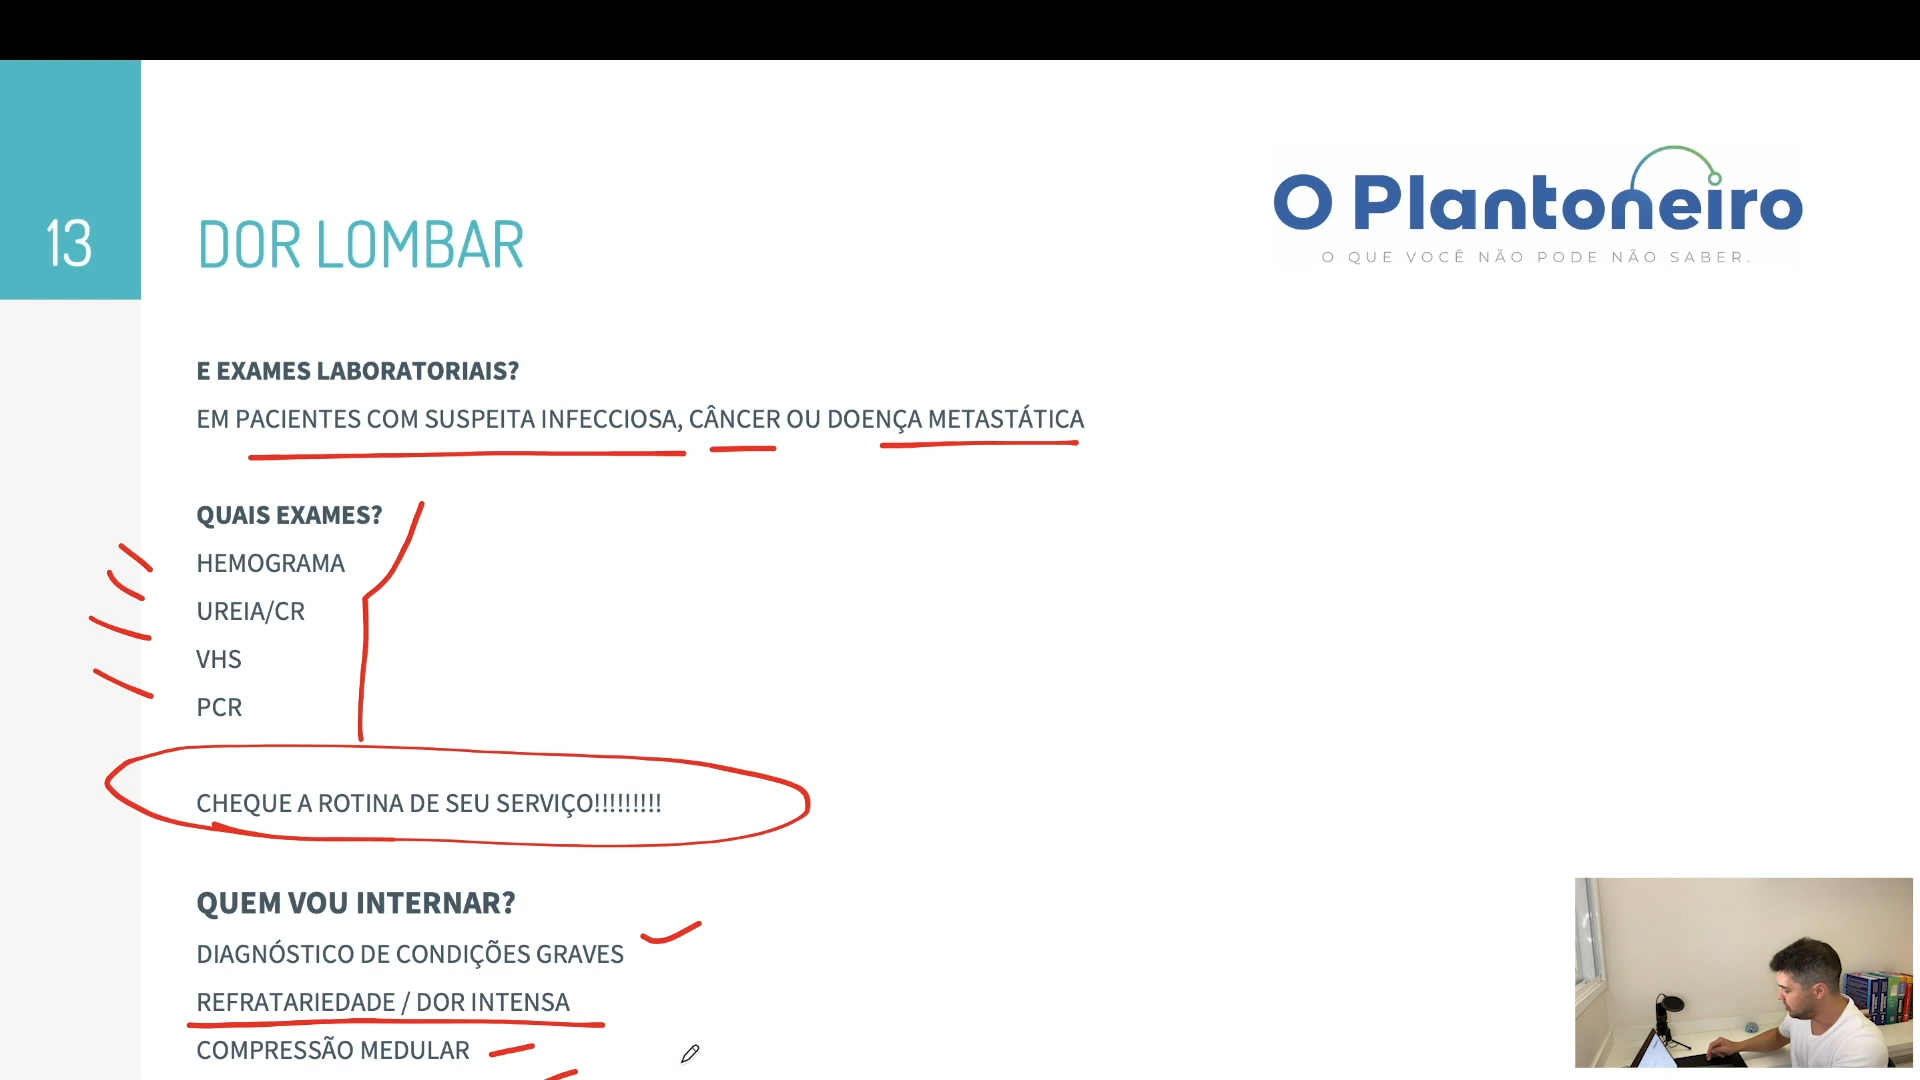 13
DOR LOMBAR
O Plantoneiro
O QUE VOCÊ NÃO PODE NÃO SABER.
E EXAMES LABORATORIAIS?
EM PACIENTES COM SUSPEITA INFECCIOSA, CÂNCER OU DOENÇA METASTÁTICA
QUAIS EXAMES?
HEMOGRAMA
UREIA/CR
VHS
PCR
CHEQUE A ROTINA DE SEU SERVIÇO!!!!!!!!!
QUEM VOU INTERNAR?
DIAGNÓSTICO DE CONDIÇÕES GRAVES
REFRATARIEDADE / DOR INTENSA
COMPRESSÃO MEDULAR